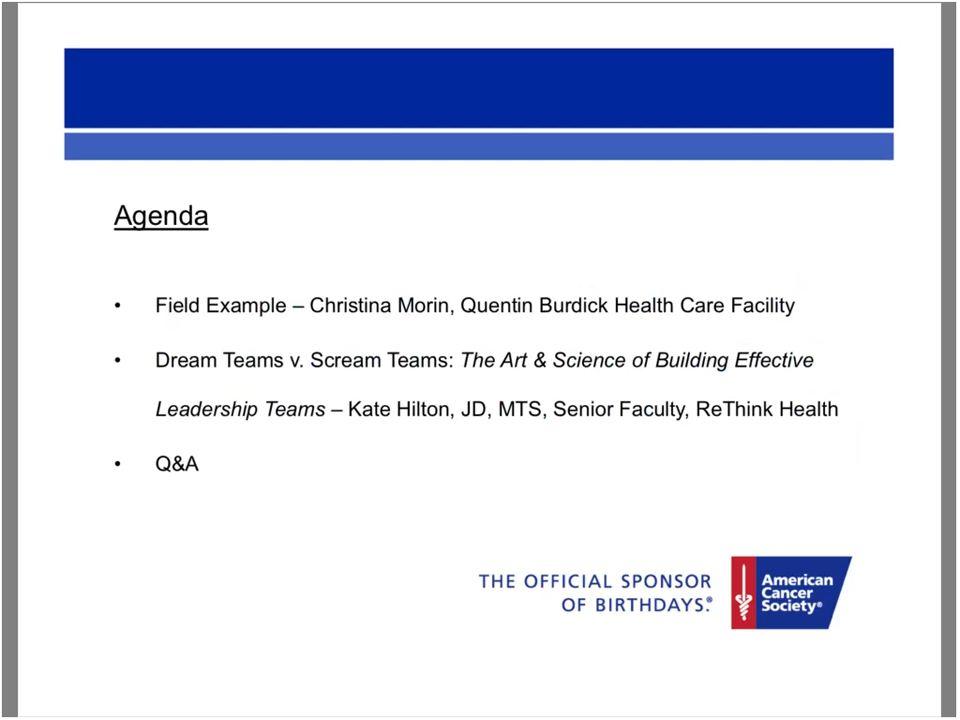 Agenda
• Field Example – Christina Morin, Quentin Burdick Health Care Facility
• Dream Teams v. Scream Teams: The Art & Science of Building Effective
Leadership Teams – Kate Hilton, JD, MTS, Senior Faculty, ReThink Health
• Q&A
THE OFFICIAL SPONSOR
OF BIRTHDAYS.®
American
Cancer
Society®